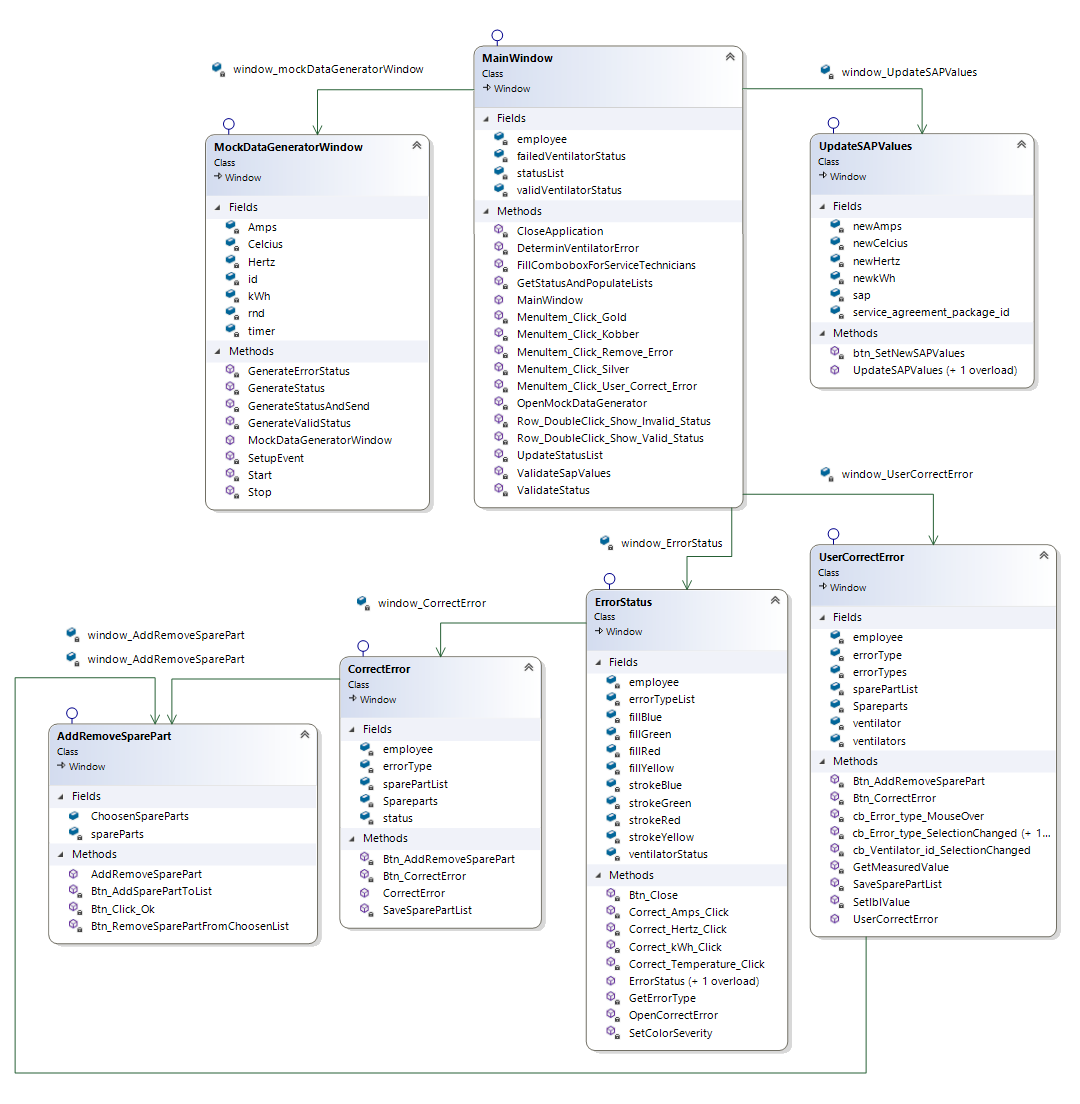 window_mockDataGeneratorWindow
MainWindow
Class
Window
Fields
employee
failedVentilatorStatus
statusList
validVentilatorStatus
Methods
CloseApplication
DeterminVentilatorError
FillComboboxForServiceTechnicians
GetStatusAndPopulateLists
MainWindow
MenuItem_Click_Gold
MenuItem_Click_Kobber
MenuItem_Click_Remove_Error
MenuItem_Click_Silver
MenuItem_Click_User_Correct_Error
OpenMockDataGenerator
Row_DoubleClick_Show_Invalid_Status
Row_DoubleClick_Show_Valid_Status
UpdateStatusList
ValidateSapValues
ValidateStatus
window_UpdateSAPValues
MockDataGeneratorWindow
Class
Window
Fields
Amps
Celcius
Hertz
id
kWh
rnd
timer
Methods
GenerateErrorStatus
GenerateStatus
GenerateStatusAndSend
GenerateValidStatus
MockDataGeneratorWindow
SetupEvent
Start
Stop
UpdateSAPValues
Class
Window
Fields
newAmps
newCelcius
newHertz
newkWh
sap
service_agreement_package_id
Methods
btn_SetNewSAPValues
UpdateSAPValues (+ 1 overload)
window_UserCorrectError
window_ErrorStatus
window_CorrectError
window_AddRemoveSparePart
window_AddRemoveSparePart
AddRemoveSparePart
Class
Window
Fields
ChoosenSpareParts
spareParts
Methods
AddRemoveSparePart
Btn_AddSparePartToList
Btn_Click_Ok
Btn_RemoveSparePartFromChoosenList
CorrectError
Class
Window
Fields
employee
errorType
sparePartList
Spareparts
status
Methods
Btn_AddRemoveSparePart
Btn_CorrectError
CorrectError
SaveSparePartList
ErrorStatus
Class
Window
Fields
employee
errorTypeList
fillBlue
fillGreen
fillRed
fillYellow
strokeBlue
strokeGreen
strokeRed
strokeYellow
ventilatorStatus
Methods
Btn_Close
Correct_Amps_Click
Correct_Hertz_Click
Correct_kWh_Click
Correct_Temperature_Click
ErrorStatus (+ 1 overload)
GetErrorType
OpenCorrectError
SetColorSeverity
UserCorrectError
Class
Window
Fields
employee
errorType
errorTypes
sparePartList
Spareparts
ventilator
ventilators
Methods
Btn_AddRemoveSparePart
Btn_CorrectError
cb_Error_type_MouseOver
cb_Error_type_SelectionChanged (+ 1...
cb_Ventilator_id_SelectionChanged
GetMeasuredValue
SaveSparePartList
SetlblValue
UserCorrectError